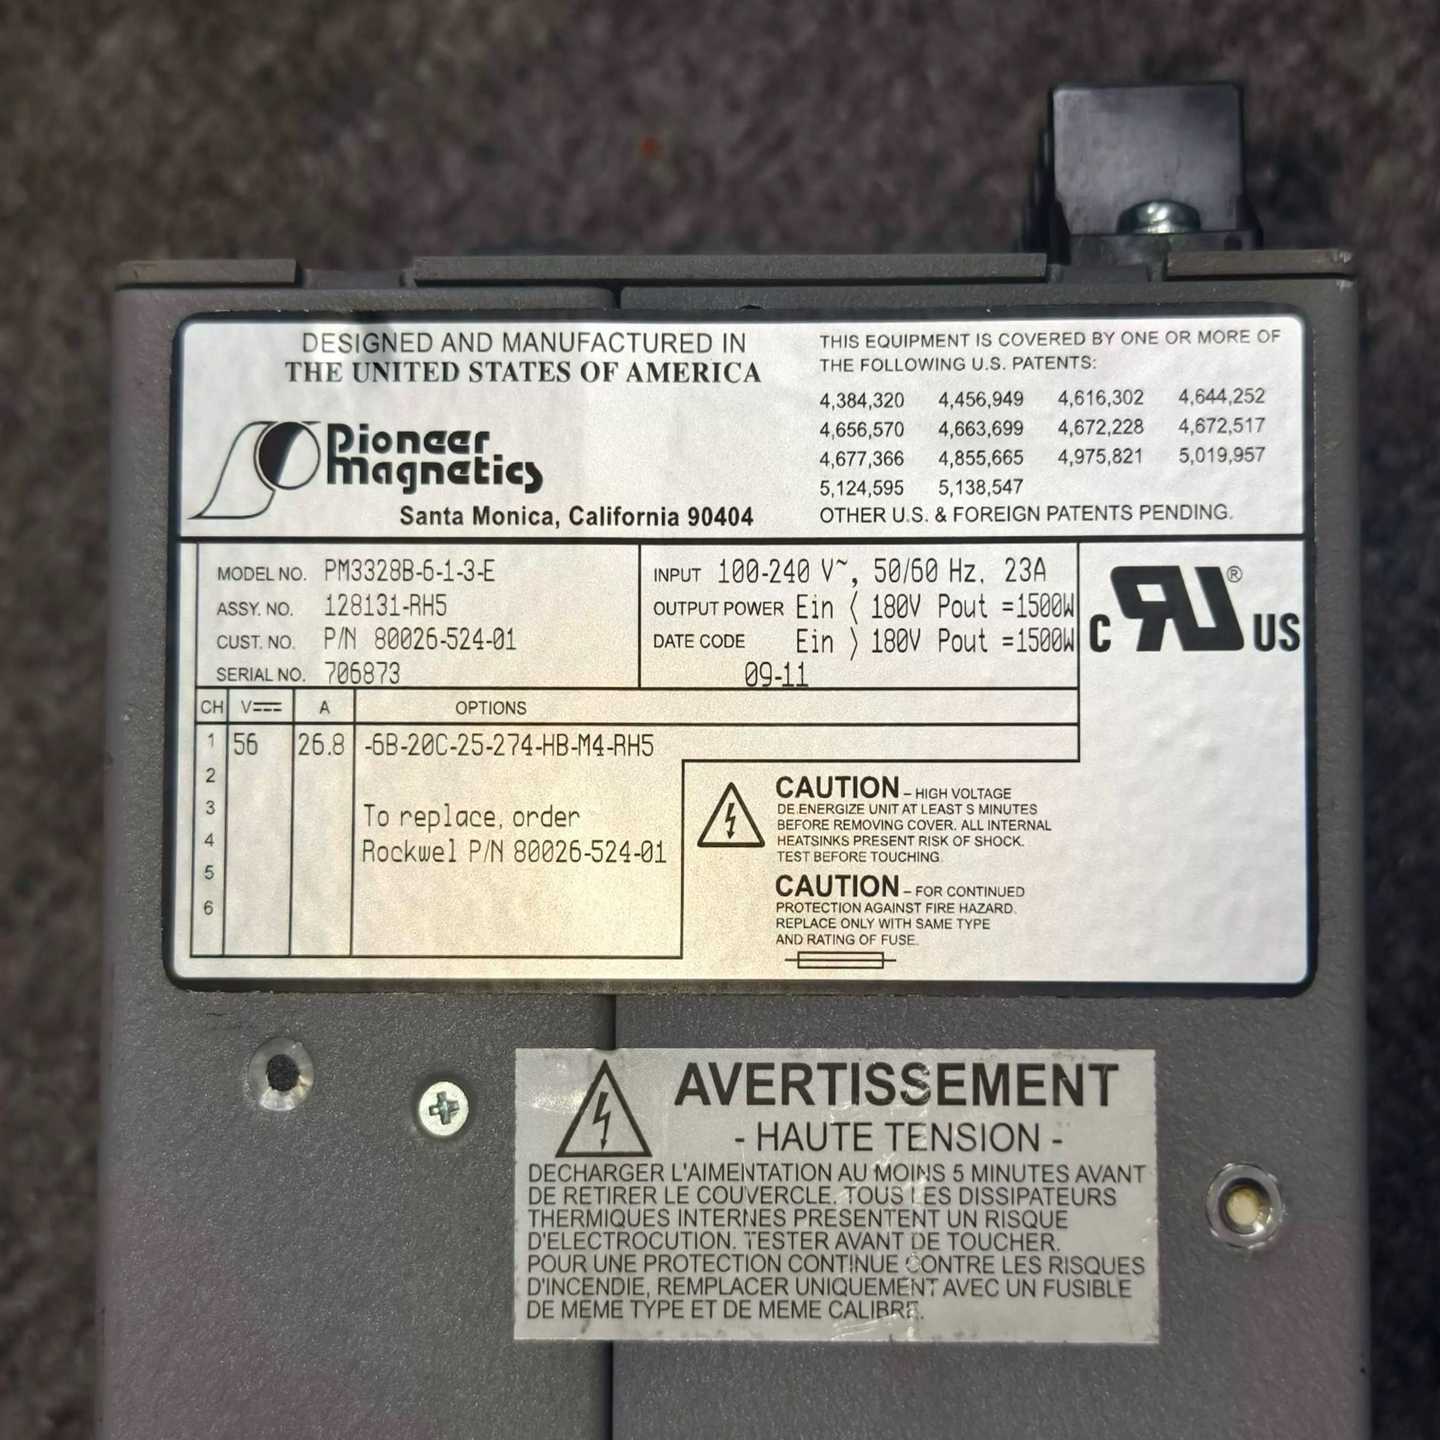 DESIGNED AND MANUFACTURED IN
THE UNITED STATES OF AMERICA
Pioneer
Magnetics
Santa Monica, California 90404
THIS EQUIPMENT IS COVERED BY ONE OR MORE OF
THE FOLLOWING U.S. PATENTS:
4,384,320 4,456,949 4,616,302 4,644,252
4,656,570 4,663,699 4,672,228 4,672,517
4,677,366 4,855,665 4,975,821 5,019,957
5,124,595 5,138,547
OTHER U.S. & FOREIGN PATENTS PENDING.
MODEL NO. PM3328B-6-1-3-E
ASSY. NO. 128131-RH5
CUST. NO. P/N 80026-524-01
SERIAL NO. 706873
INPUT 100-240 V~, 50/60 Hz, 23A
OUTPUT POWER Ein < 180V Pout =1500W
DATE CODE Ein > 180V Pout =1500W
09-11
C RU ® US
CH V A OPTIONS
1 56 26.8 -6B-20C-25-274-HB-M4-RH5
2
3 To replace, order
4 Rockwel P/N 80026-524-01
5
6
CAUTION – HIGH VOLTAGE
DE.ENERGIZE UNIT AT LEAST S MINUTES
BEFORE REMOVING COVER. ALL INTERNAL
HEATSINKS PRESENT RISK OF SHOCK.
TEST BEFORE TOUCHING.
CAUTION – FOR CONTINUED
PROTECTION AGAINST FIRE HAZARD.
REPLACE ONLY WITH SAME TYPE
AND RATING OF FUSE.
AVERTISSEMENT
- HAUTE TENSION -
DECHARGER L'AIMENTATION AU MOINS 5 MINUTES AVANT
DE RETIRER LE COUVERCLE. TOUS LES DISSIPATEURS
THERMIQUES INTERNES PRESENTENT UN RISQUE
D'ELECTROCUTION. TESTER AVANT DE TOUCHER.
POUR UNE PROTECTION CONTINUE CONTRE LES RISQUES
D'INCENDIE, REMPLACER UNIQUEMENT AVEC UN FUSIBLE
DE MEME TYPE ET DE MEME CALIBRE.